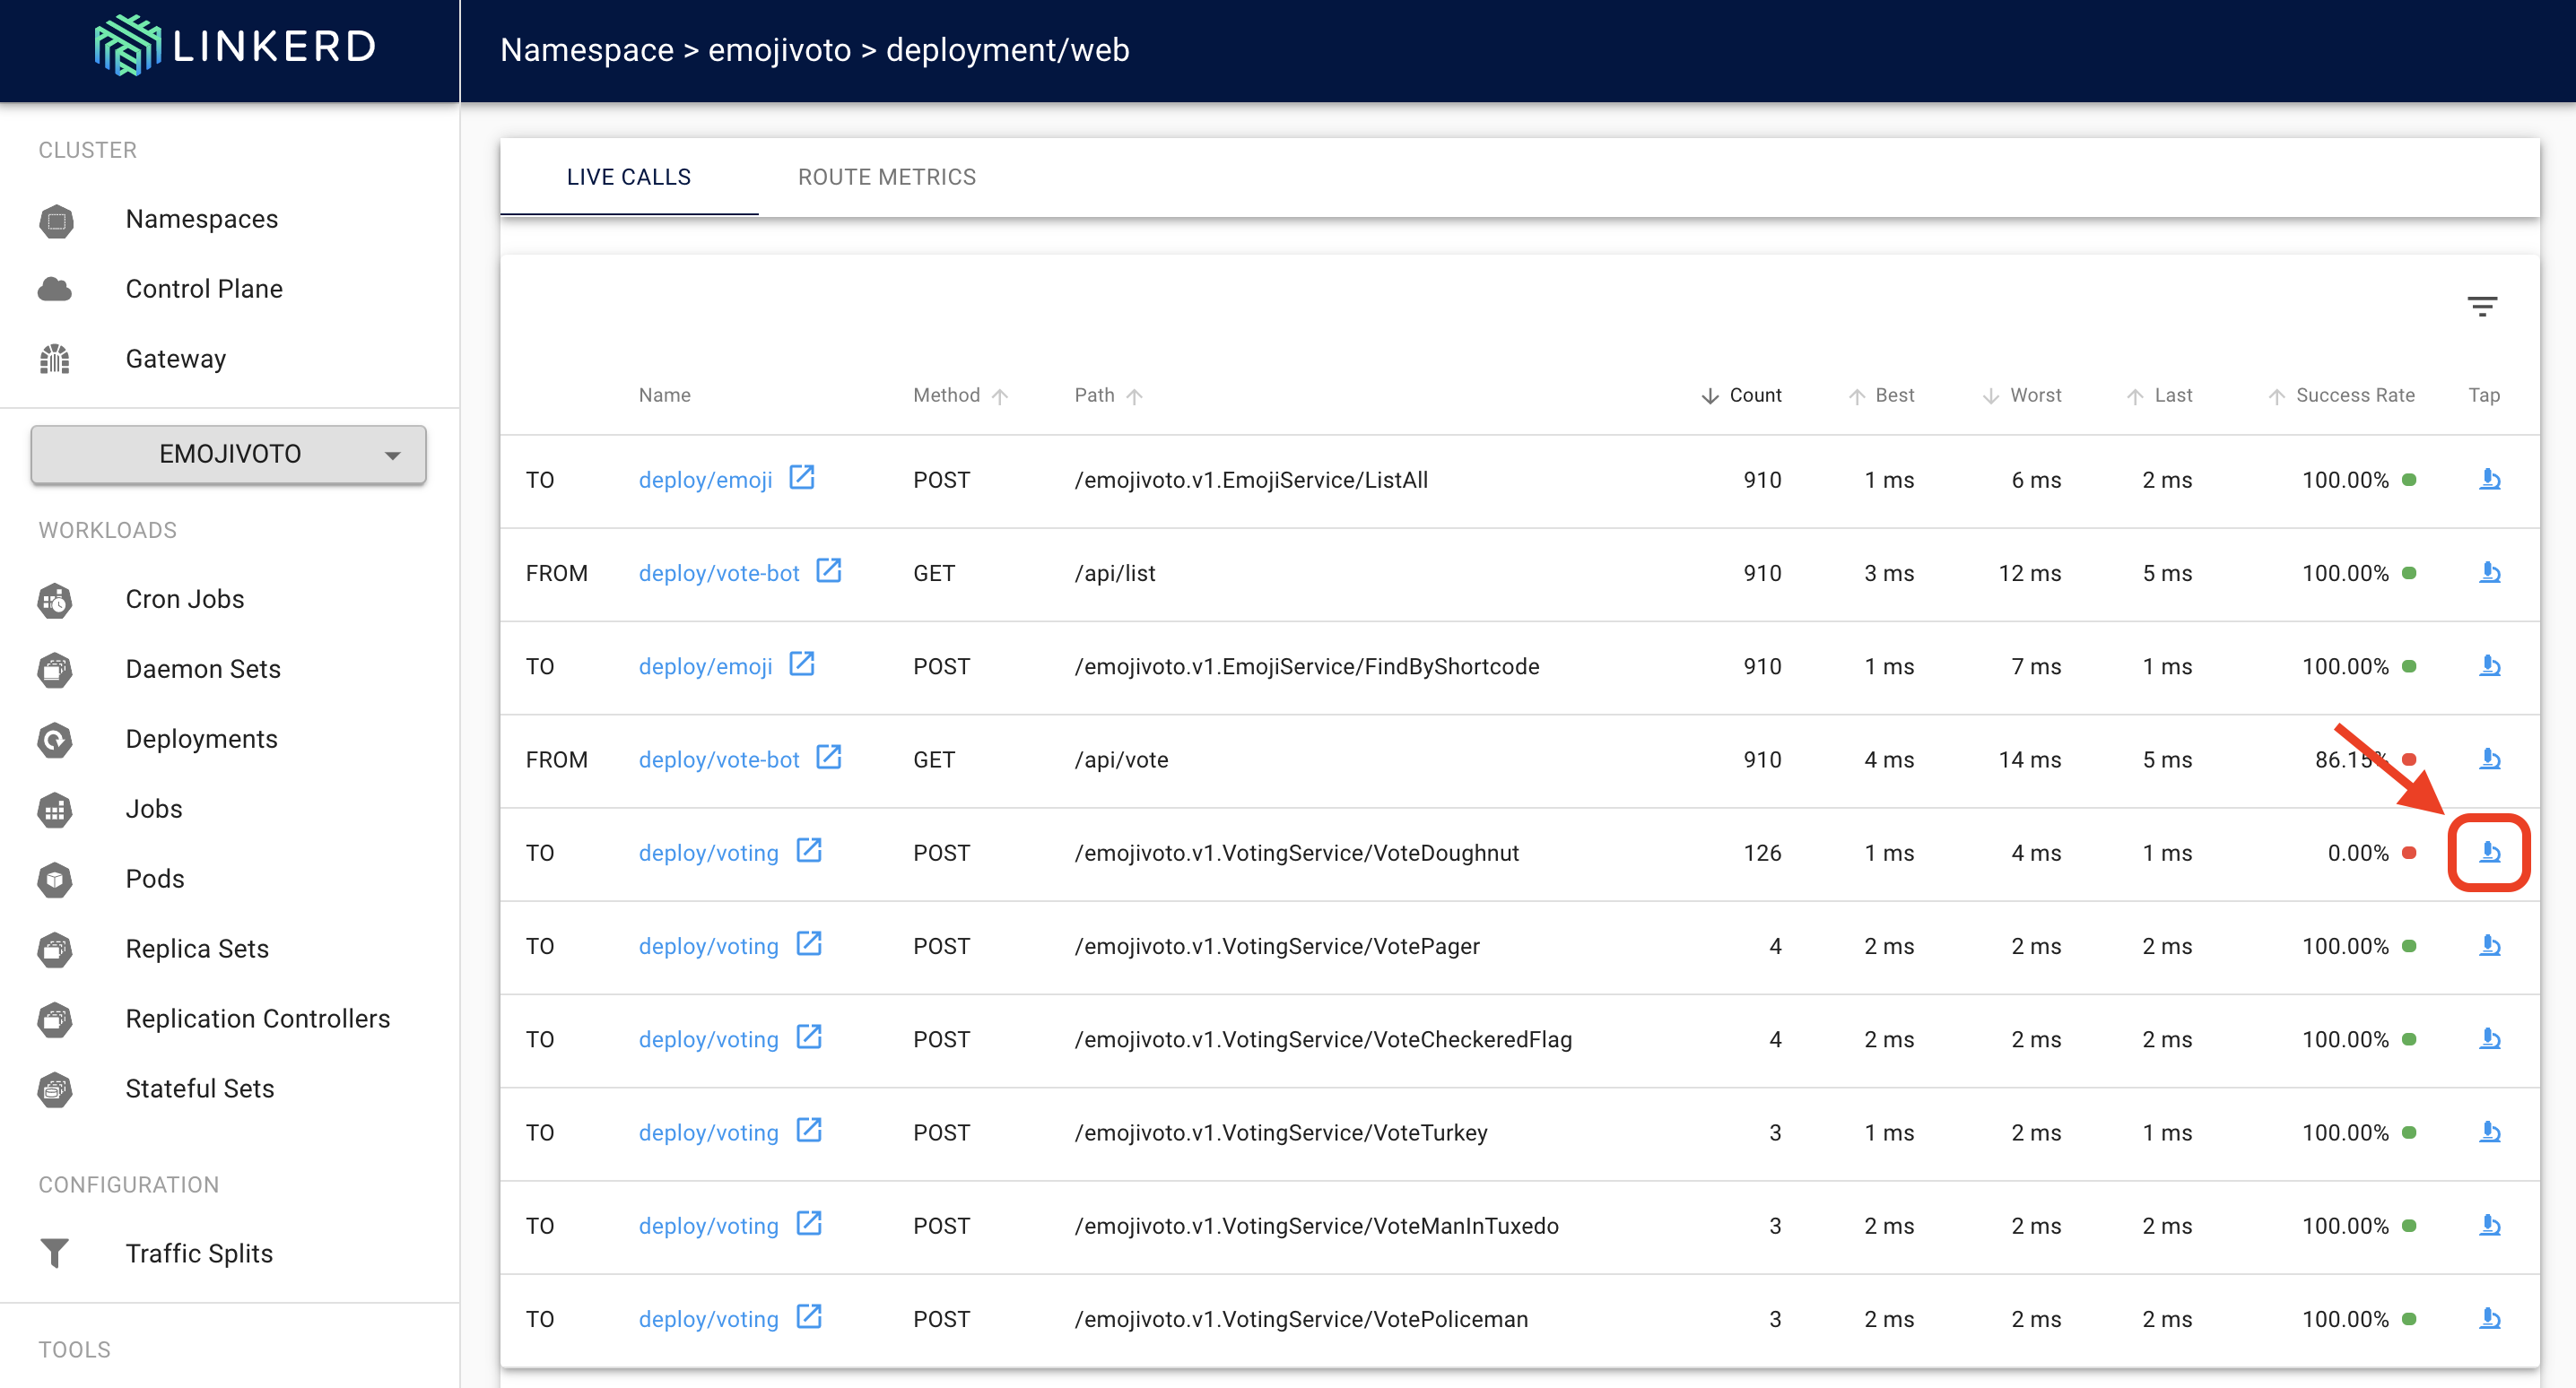 LINKERD
Namespace > emojivoto > deployment/web
CLUSTER
Namespaces
Control Plane
Gateway
EMOJIVOTO
WORKLOADS
Cron Jobs
Daemon Sets
Deployments
Jobs
Pods
Replica Sets
Replication Controllers
Stateful Sets
CONFIGURATION
Traffic Splits
TOOLS
LIVE CALLS ROUTE METRICS
Name Method Path Count Best Worst Last Success Rate Tap
TO deploy/emoji POST /emojivoto.v1.EmojiService/ListAll 910 1 ms 6 ms 2 ms 100.00%
FROM deploy/vote-bot GET /api/list 910 3 ms 12 ms 5 ms 100.00%
TO deploy/emoji POST /emojivoto.v1.EmojiService/FindByShortcode 910 1 ms 7 ms 1 ms 100.00%
FROM deploy/vote-bot GET /api/vote 910 4 ms 14 ms 5 ms 86.15%
TO deploy/voting POST /emojivoto.v1.VotingService/VoteDoughnut 126 1 ms 4 ms 1 ms 0.00%
TO deploy/voting POST /emojivoto.v1.VotingService/VotePager 4 2 ms 2 ms 2 ms 100.00%
TO deploy/voting POST /emojivoto.v1.VotingService/VoteCheckeredFlag 4 2 ms 2 ms 2 ms 100.00%
TO deploy/voting POST /emojivoto.v1.VotingService/VoteTurkey 3 1 ms 2 ms 1 ms 100.00%
TO deploy/voting POST /emojivoto.v1.VotingService/VoteManInTuxedo 3 2 ms 2 ms 2 ms 100.00%
TO deploy/voting POST /emojivoto.v1.VotingService/VotePoliceman 3 2 ms 2 ms 2 ms 100.00%